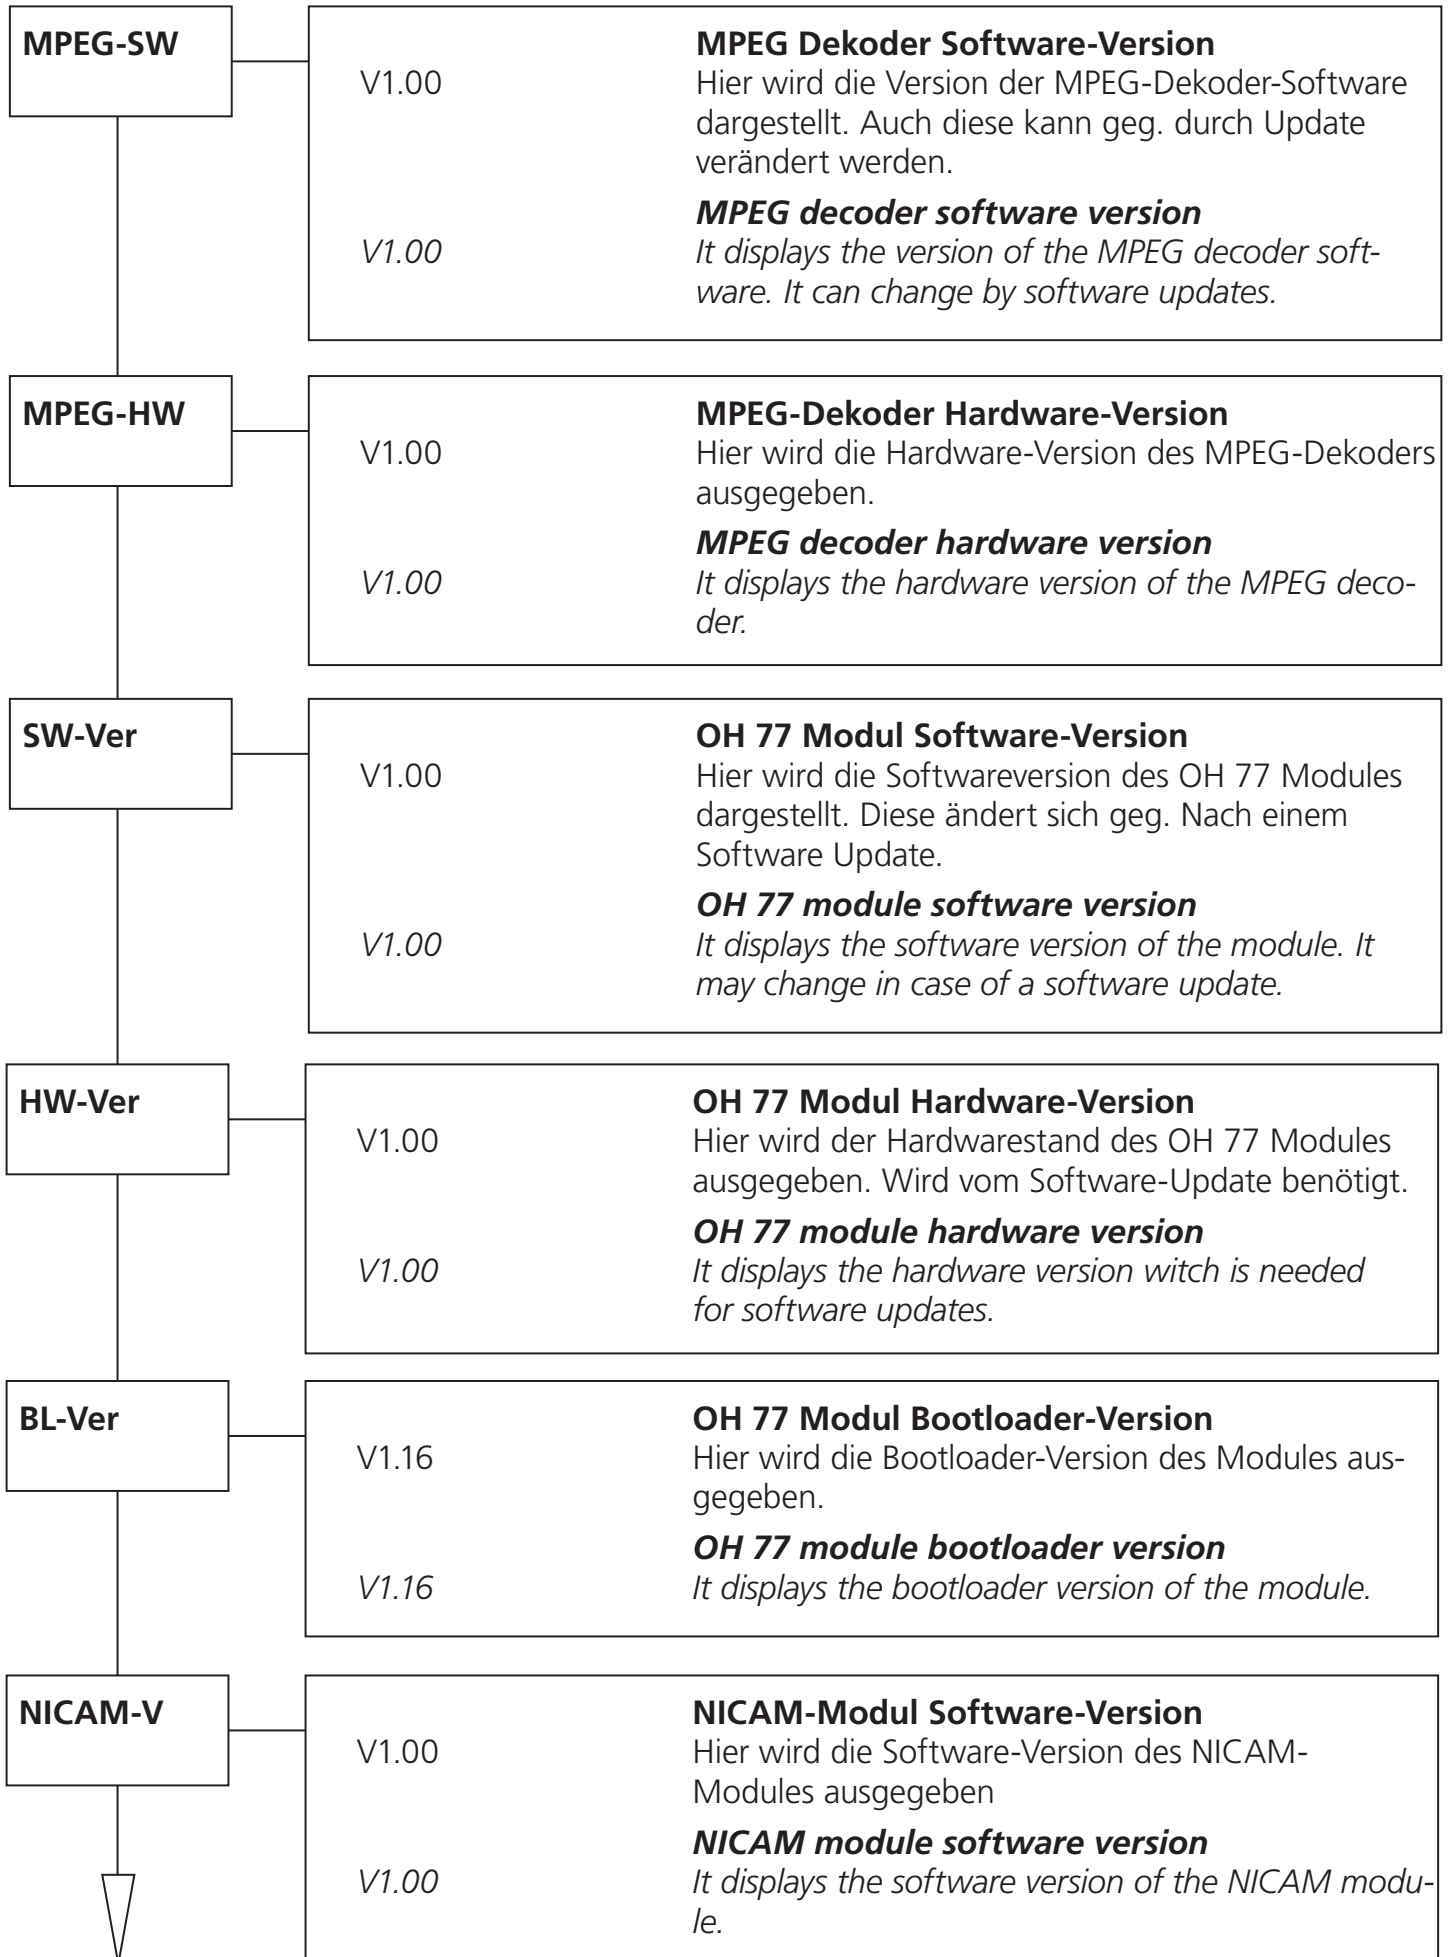 MPEG-SW
MPEG Dekoder Software-Version
V1.00 Hier wird die Version der MPEG-Dekoder-Software
dargestellt. Auch diese kann geg. durch Update
verändert werden.
MPEG decoder software version
V1.00 It displays the version of the MPEG decoder soft-
ware. It can change by software updates.
MPEG-HW
MPEG-Dekoder Hardware-Version
V1.00 Hier wird die Hardware-Version des MPEG-Dekoders
ausgegeben.
MPEG decoder hardware version
V1.00 It displays the hardware version of the MPEG deco-
der.
SW-Ver
OH 77 Modul Software-Version
V1.00 Hier wird die Softwareversion des OH 77 Modules
dargestellt. Diese ändert sich geg. Nach einem
Software Update.
OH 77 module software version
V1.00 It displays the software version of the module. It
may change in case of a software update.
HW-Ver
OH 77 Modul Hardware-Version
V1.00 Hier wird der Hardwarestand des OH 77 Modules
ausgegeben. Wird vom Software-Update benötigt.
OH 77 module hardware version
V1.00 It displays the hardware version witch is needed
for software updates.
BL-Ver
OH 77 Modul Bootloader-Version
V1.16 Hier wird die Bootloader-Version des Modules aus-
gegeben.
OH 77 module bootloader version
V1.16 It displays the bootloader version of the module.
NICAM-V
NICAM-Modul Software-Version
V1.00 Hier wird die Software-Version des NICAM-
Modules ausgegeben
NICAM module software version
V1.00 It displays the software version of the NICAM modu-
le.